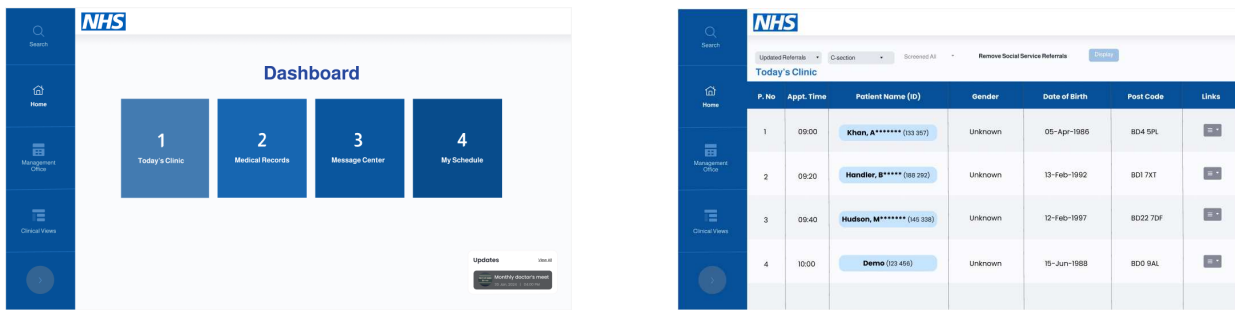 NHS
Search
Home
Management
Office
Clinical Views
Dashboard
1
Today's Clinic
2
Medical Records
3
Message Center
4
My Schedule
Updates
View all
Monthly doctor's meet
NHS
Search
Home
Management
Office
Clinical Views
Updated Referrals C-section Screened All Remove Social Service Referrals Display
Today's Clinic
P. No Appt. Time Patient Name (ID) Gender Date of Birth Post Code Links
1 09:00 Khan, A******* (133 357) Unknown 05-Apr-1986 BD4 5PL
2 09:20 Handler, B***** (188 292) Unknown 13-Feb-1992 BD1 7XT
3 09:40 Hudson, M******* (145 338) Unknown 12-Feb-1997 BD22 7DF
4 10:00 Demo (123 456) Unknown 15-Jun-1988 BD0 9AL